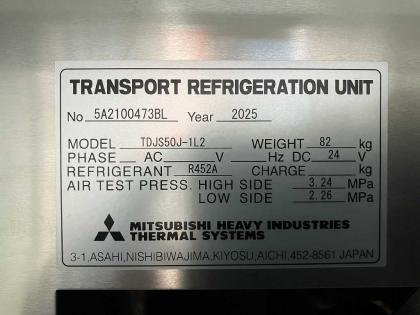 TRANSPORT REFRIGERATION UNIT
No 5A2100473BL Year 2025
MODEL TDJS50J-1L2 WEIGHT 82 kg
PHASE AC V Hz DC 24 V
REFRIGERANT R452A CHARGE kg
AIR TEST PRESS. HIGH SIDE 3.24 MPa
LOW SIDE 2.26 MPa
MITSUBISHI HEAVY INDUSTRIES
THERMAL SYSTEMS
3-1,ASAHI,NISHIBIWAJIMA,KIYOSU,AICHI,452-8561 JAPAN